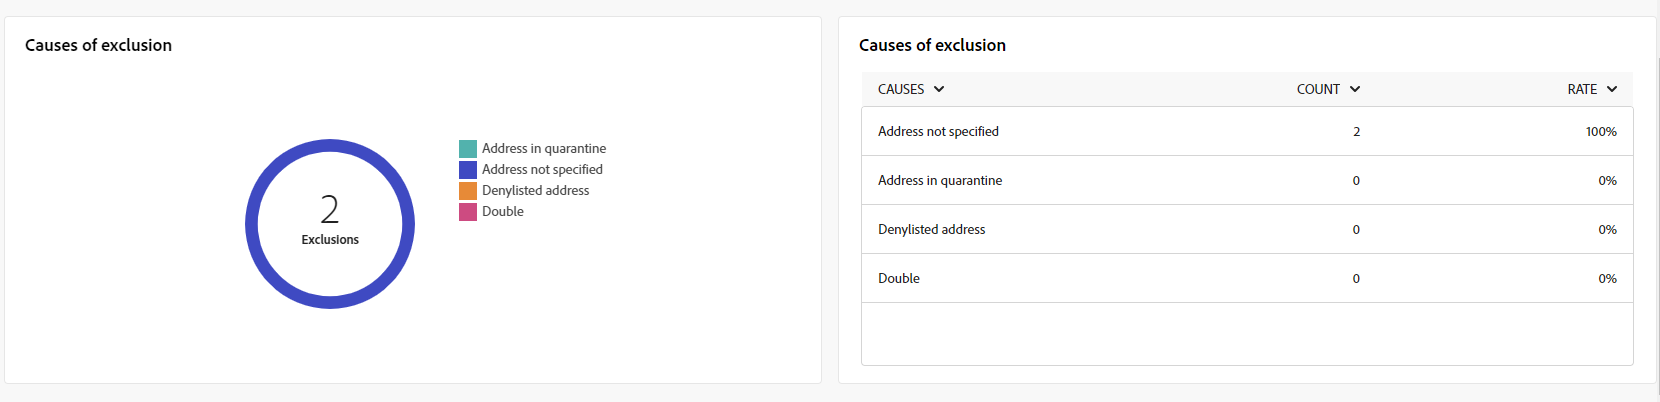 Causes of exclusion
2
Exclusions
Address in quarantine
Address not specified
Denylisted address
Double
Causes of exclusion
CAUSES COUNT RATE
Address not specified 2 100%
Address in quarantine 0 0%
Denylisted address 0 0%
Double 0 0%